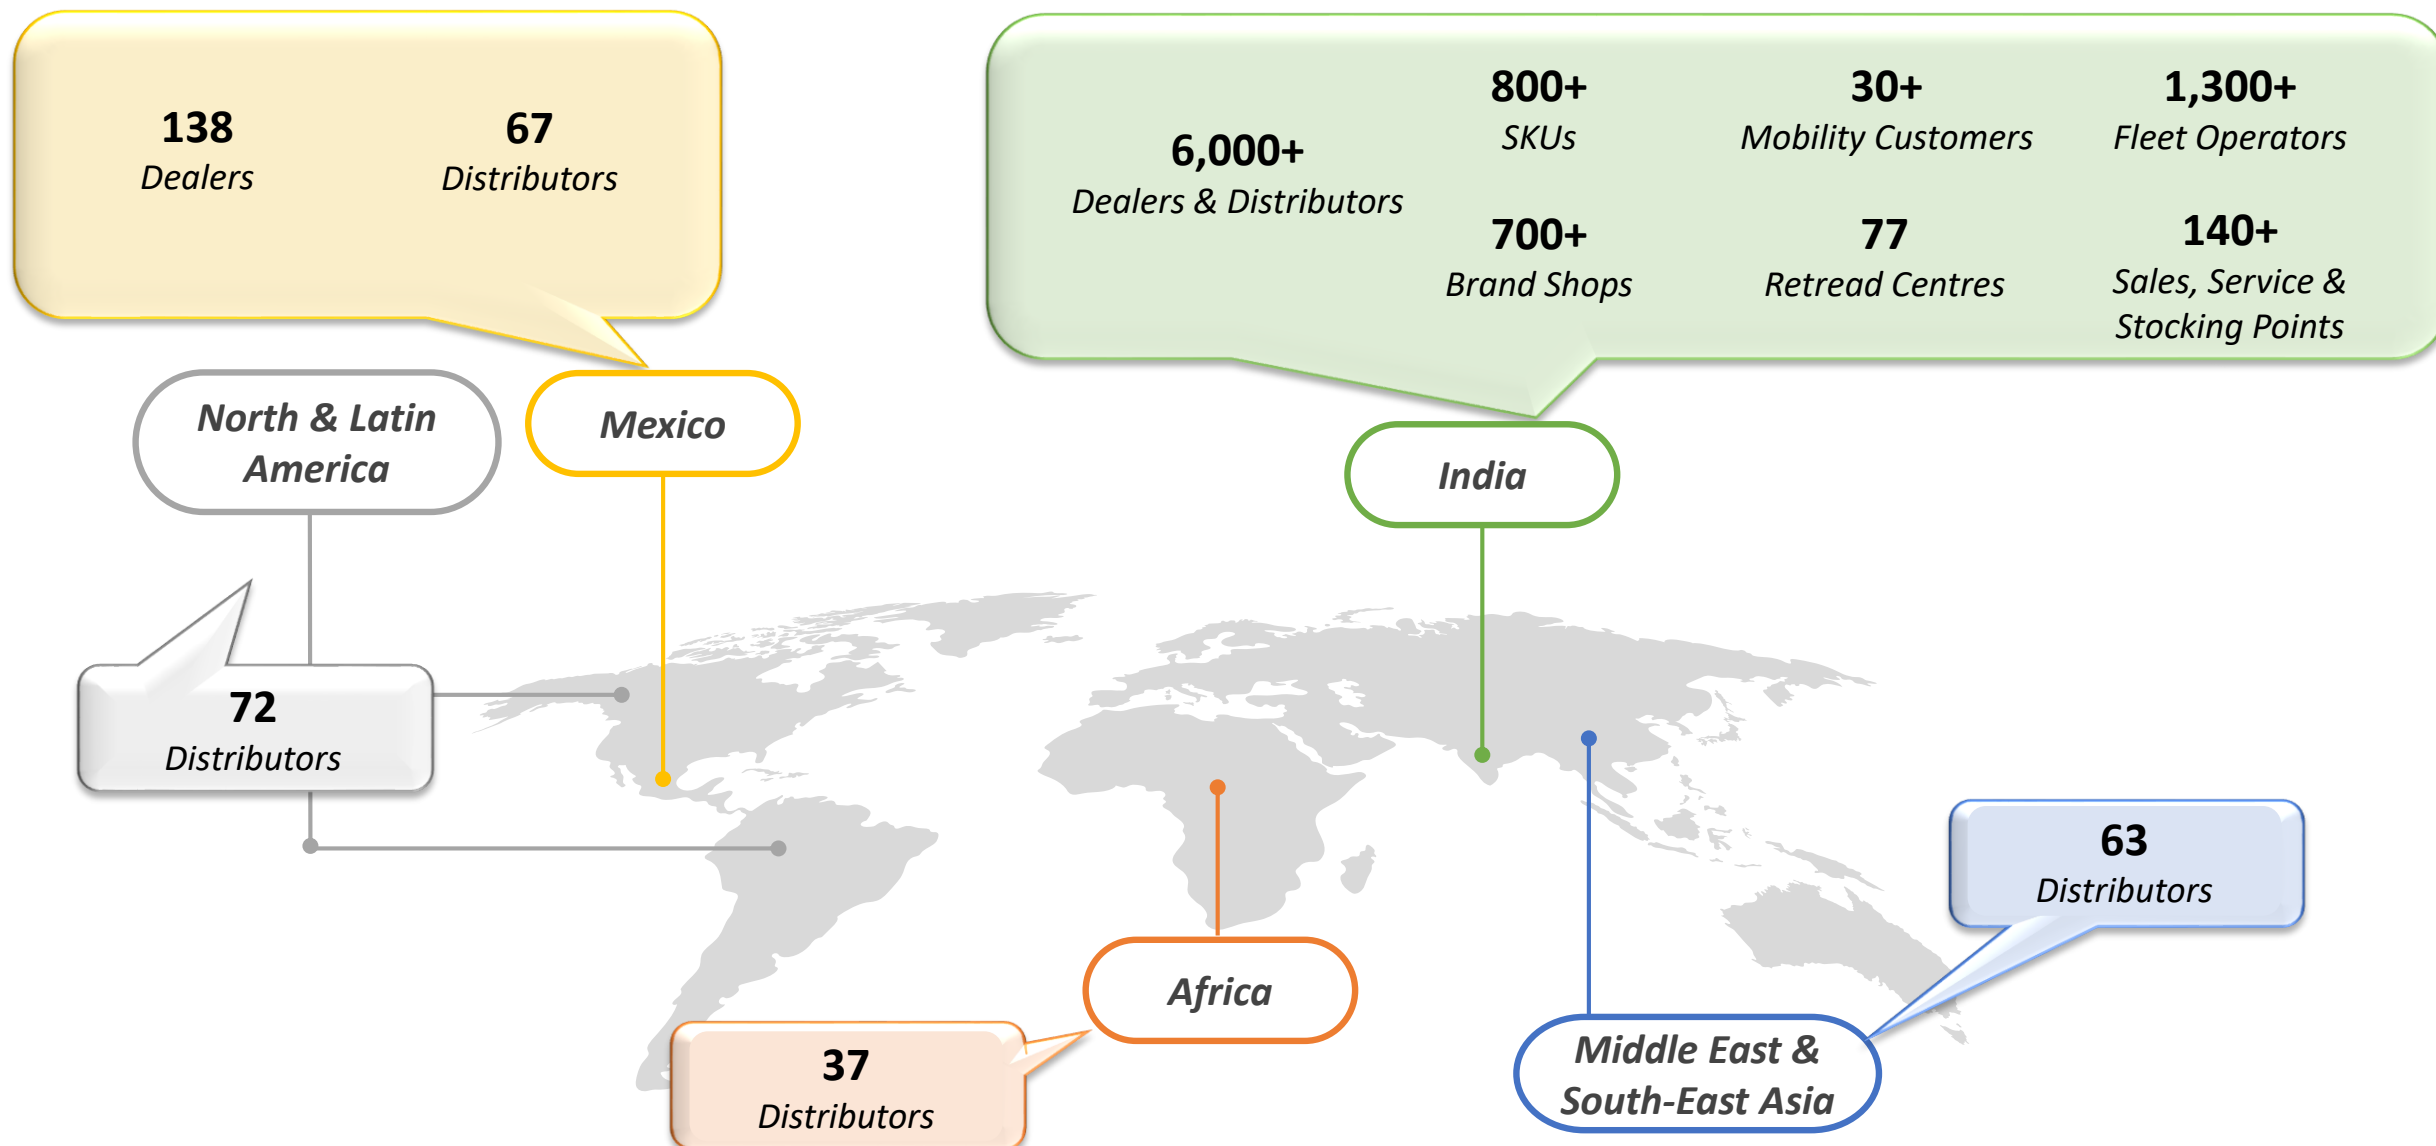 138
Dealers
67
Distributors
6,000+
Dealers & Distributors
800+
SKUs
30+
Mobility Customers
1,300+
Fleet Operators
700+
Brand Shops
77
Retread Centres
140+
Sales, Service &
Stocking Points
North & Latin
America
Mexico
India
72
Distributors
63
Distributors
Africa
37
Distributors
Middle East &
South-East Asia